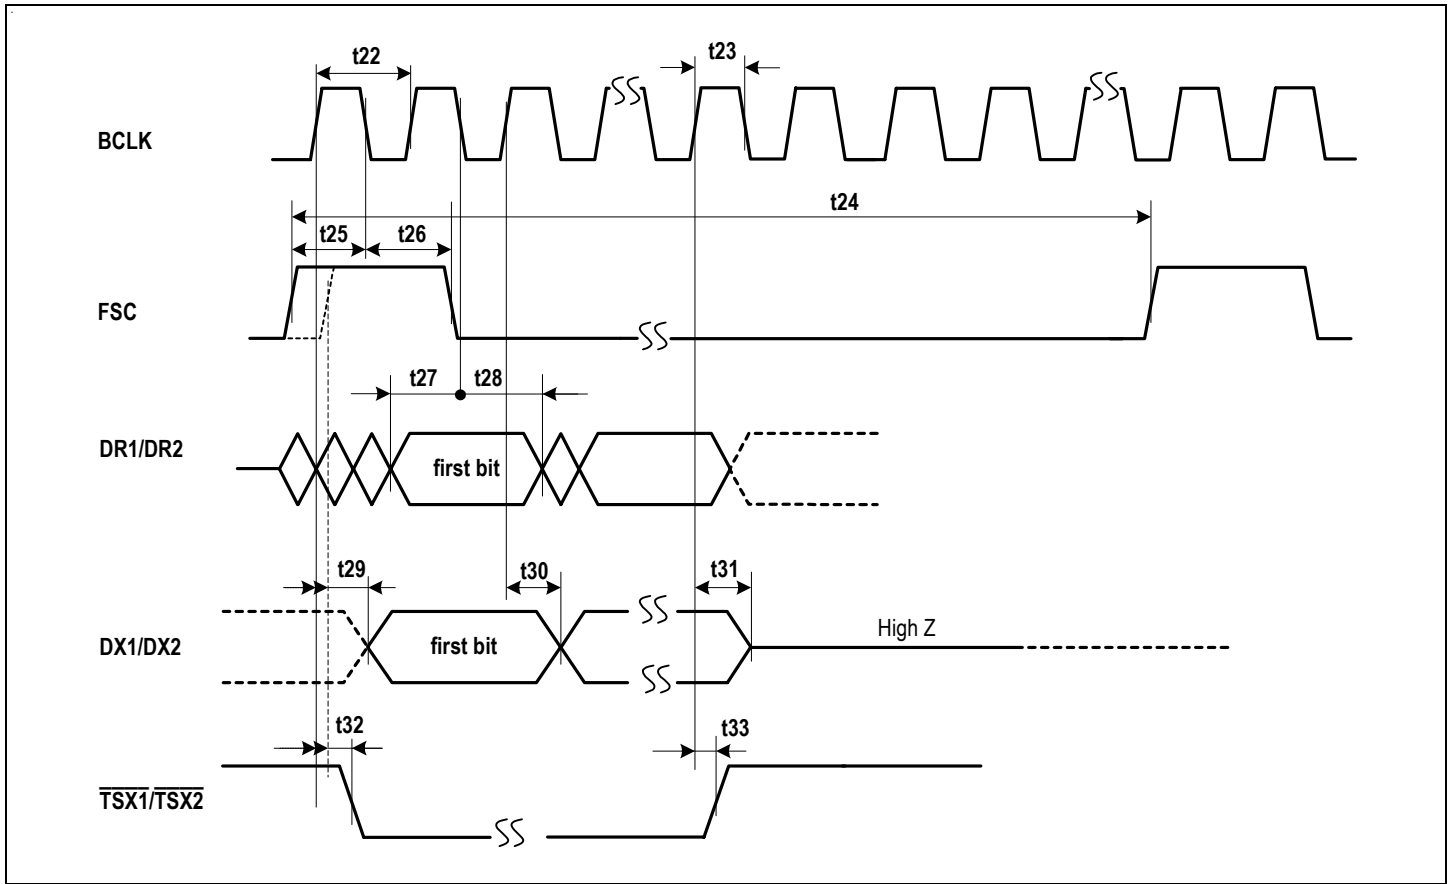 t22
t23
BCLK
t24
t25
t26
FSC
t27
t28
DR1/DR2
first bit
t29
t30
t31
DX1/DX2
first bit
High Z
t32
t33
TSX1/TSX2